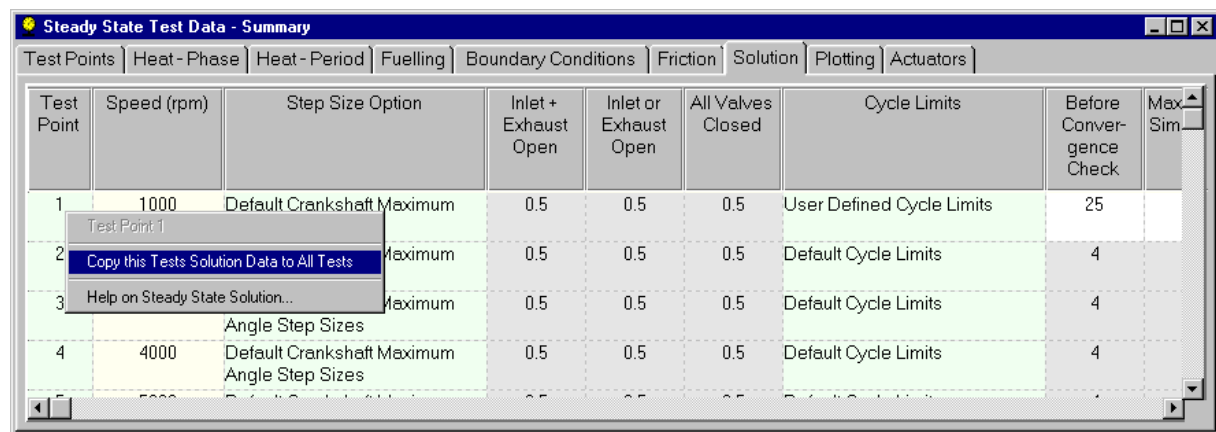 Steady State Test Data - Summary
Test Points Heat-Phase Heat-Period Fuelling Boundary Conditions Friction Solution Plotting Actuators
Test Point Speed (rpm) Step Size Option Inlet + Exhaust Open Inlet or Exhaust Open All Valves Closed Cycle Limits Before Conver-gence Check Max Sim
1 1000 Default Crankshaft Maximum 0.5 0.5 0.5 User Defined Cycle Limits 25
Test Point 1
2 Maximum 0.5 0.5 0.5 Default Cycle Limits 4
Copy this Tests Solution Data to All Tests
3 Maximum 0.5 0.5 0.5 Default Cycle Limits 4
Help on Steady State Solution...
Angle Step Sizes
4 4000 Default Crankshaft Maximum 0.5 0.5 0.5 Default Cycle Limits 4
Angle Step Sizes